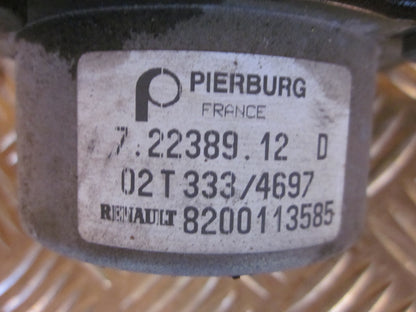 PIERBURG
FRANCE
7.22389.12 D
02T 333/4697
RENAULT 8200113585